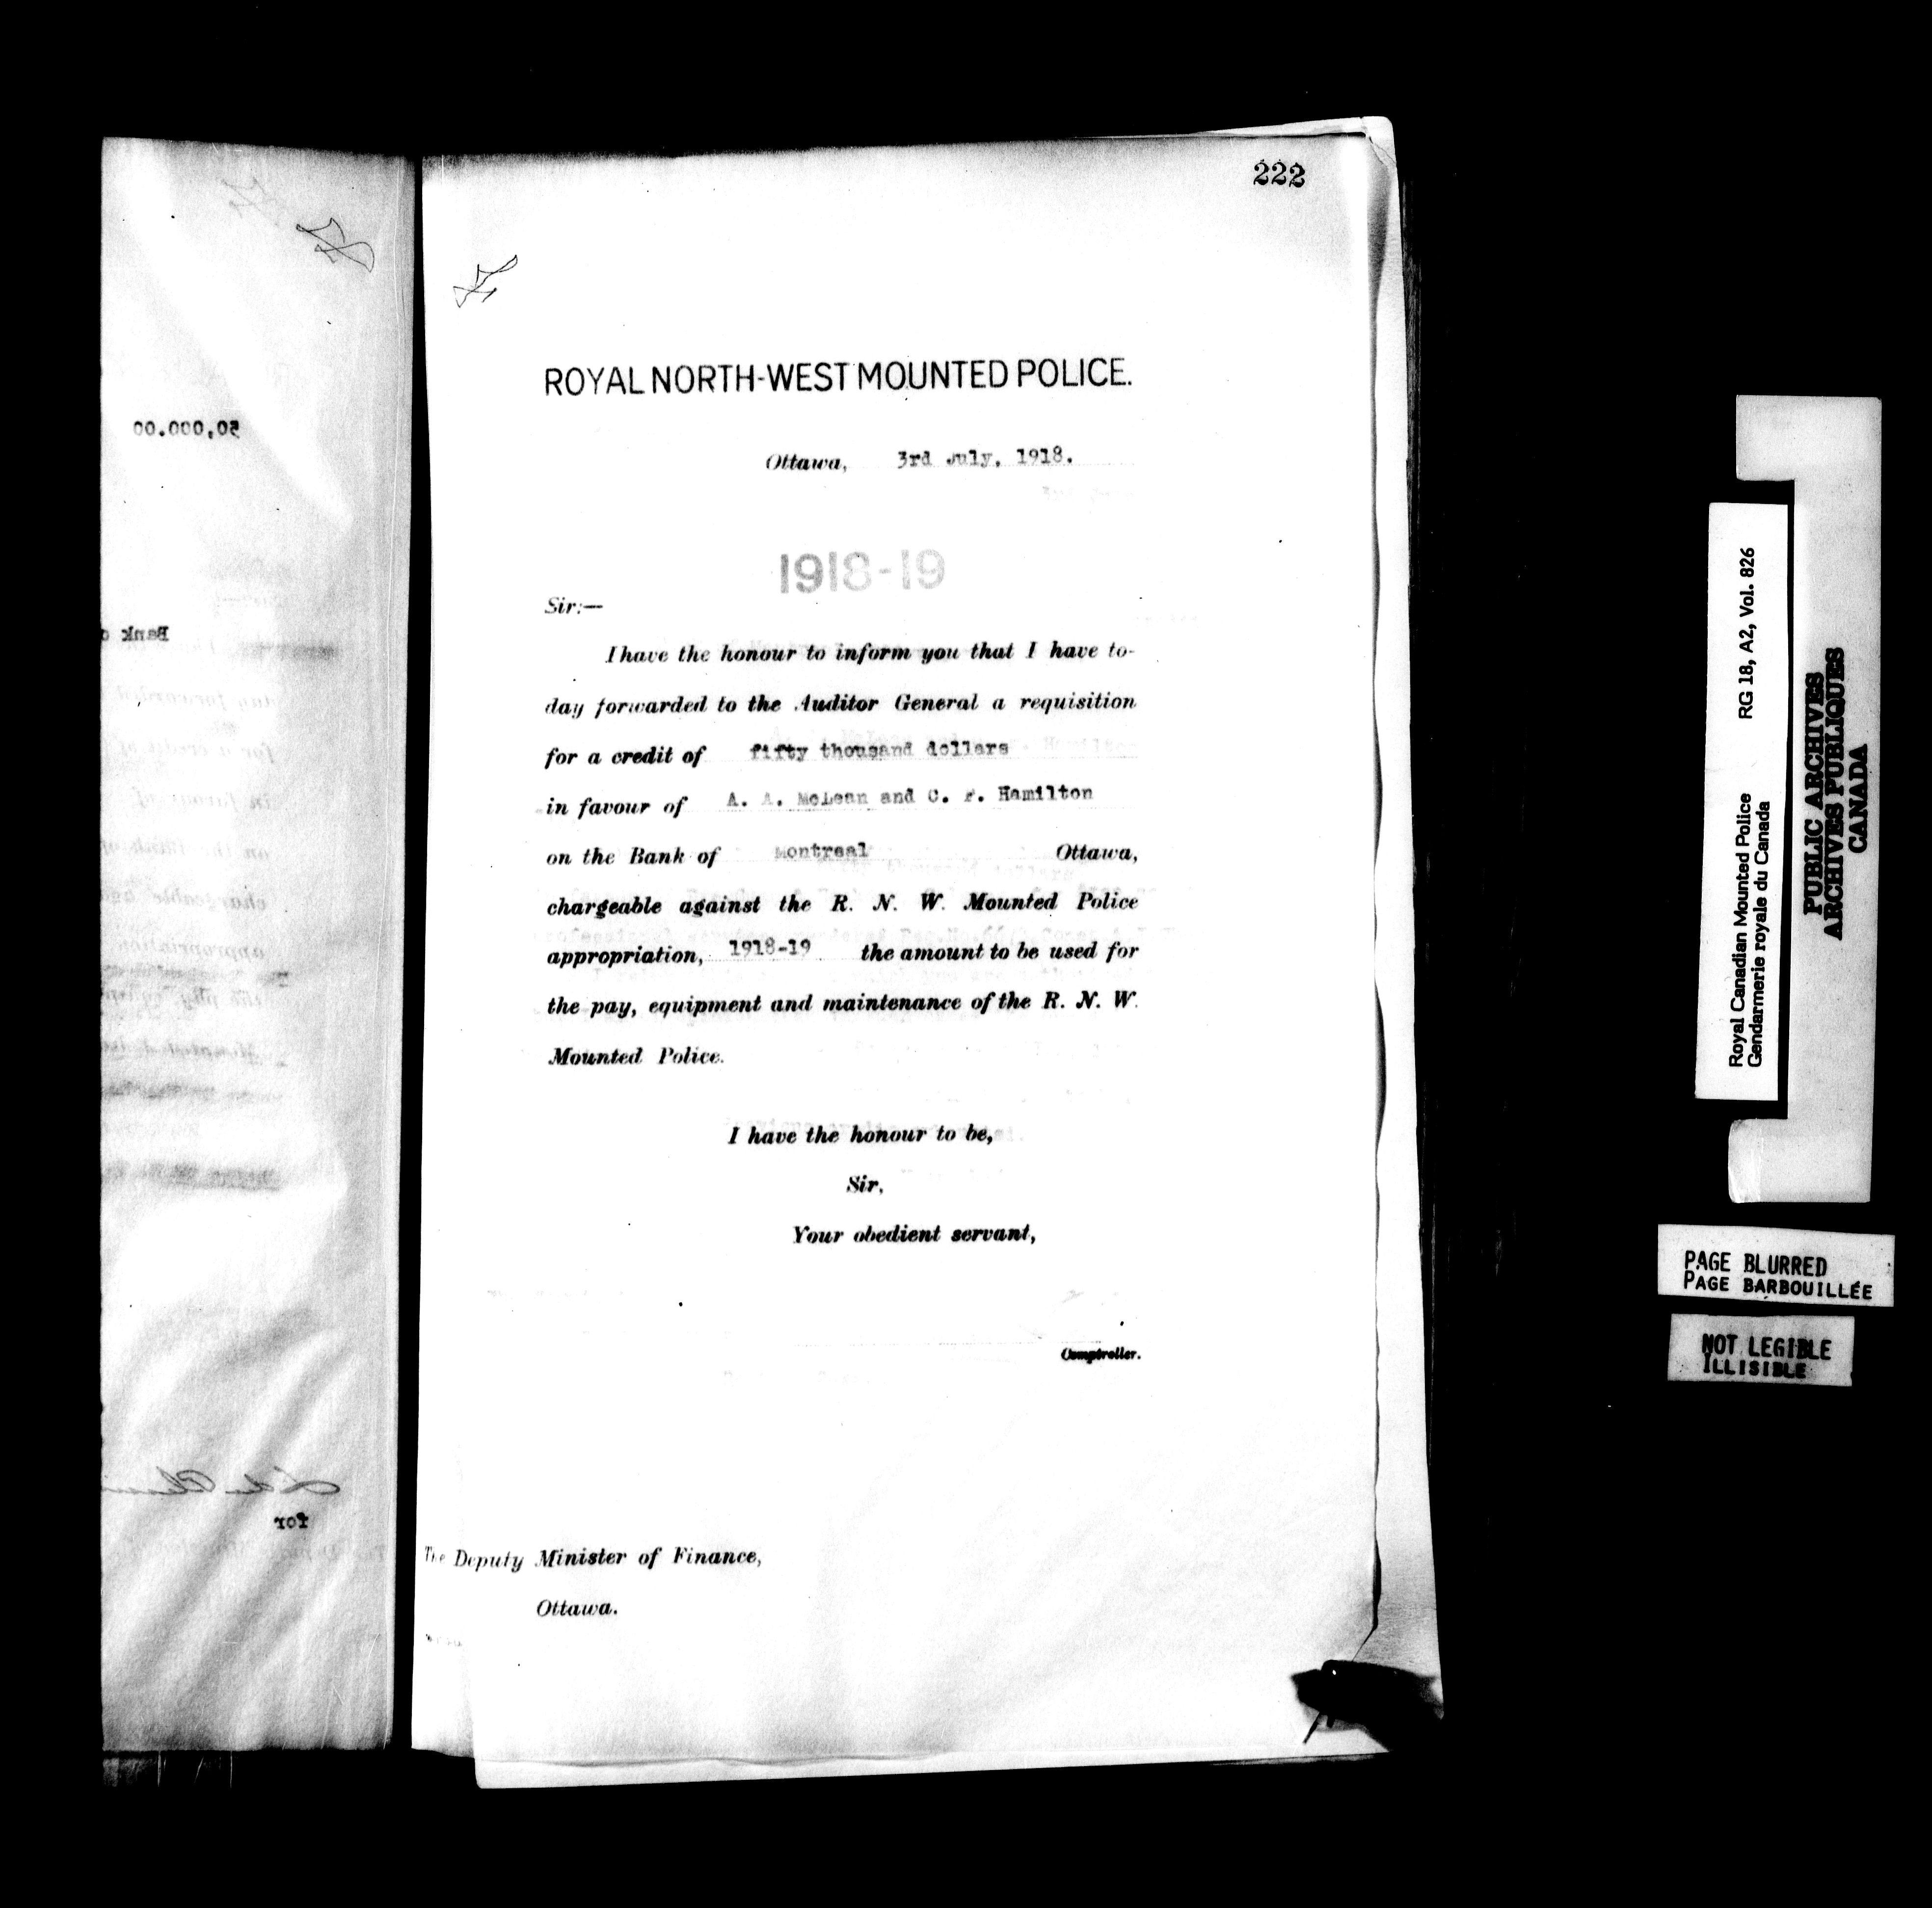 222
ROYAL NORTH-WEST MOUNTED POLICE.
Ottawa, 3rd July, 1918.
1918-19
Sir:—
I have the honour to inform you that I have to-
day forwarded to the Auditor General a requisition
for a credit of fifty thousand dollars
in favour of A. A. McLean and C. F. Hamilton
on the Bank of Montreal Ottawa,
chargeable against the R. N. W. Mounted Police
appropriation, 1918-19 the amount to be used for
the pay, equipment and maintenance of the R. N. W.
Mounted Police.
I have the honour to be,
Sir,
Your obedient servant,
Comptroller.
The Deputy Minister of Finance,
Ottawa.
50,000.00
Bank
for
Royal Canadian Mounted Police RG 18, A2, Vol. 826
Gendarmerie royale du Canada
PUBLIC ARCHIVES
ARCHIVES PUBLIQUES
CANADA
PAGE BLURRED
PAGE BARBOUILLÉE
NOT LEGIBLE
ILLISIBLE